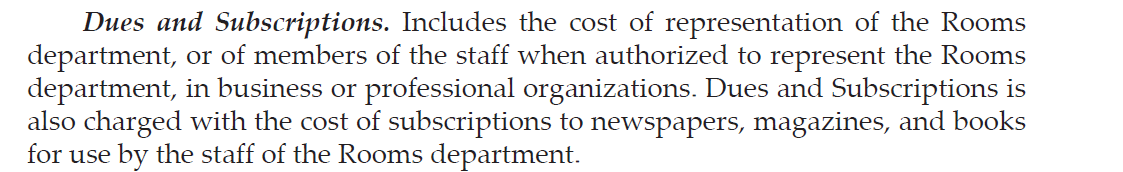 Dues and Subscriptions. Includes the cost of representation of the Rooms
department, or of members of the staff when authorized to represent the Rooms
department, in business or professional organizations. Dues and Subscriptions is
also charged with the cost of subscriptions to newspapers, magazines, and books
for use by the staff of the Rooms department.